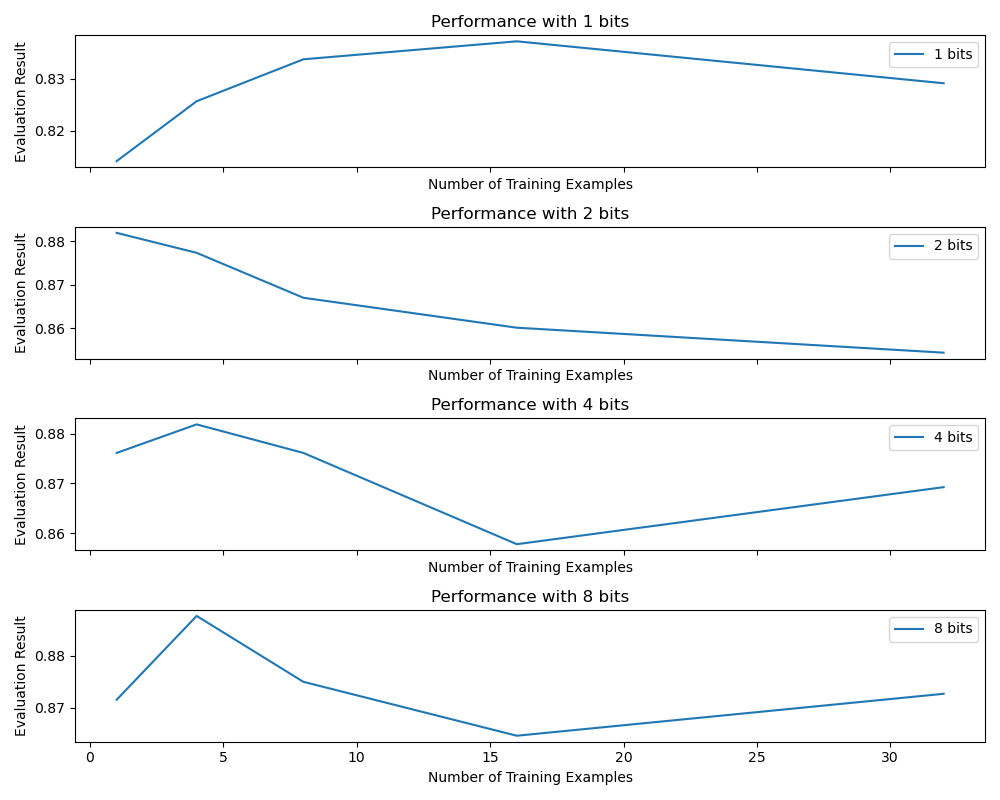 Performance with 1 bits
Evaluation Result
0.83
0.82
1 bits
Number of Training Examples
Performance with 2 bits
Evaluation Result
0.88
0.87
0.86
2 bits
Number of Training Examples
Performance with 4 bits
Evaluation Result
0.88
0.87
0.86
4 bits
Number of Training Examples
Performance with 8 bits
Evaluation Result
0.88
0.87
8 bits
0 5 10 15 20 25 30
Number of Training Examples